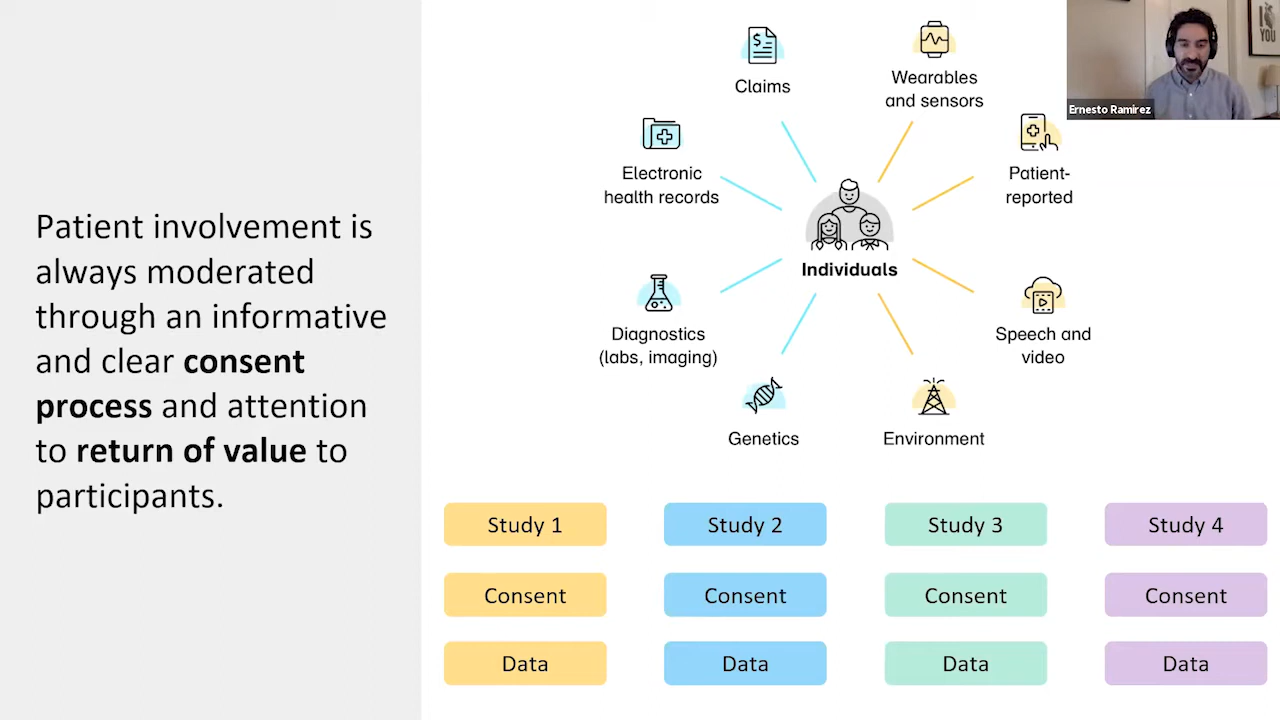 Patient involvement is
always moderated
through an informative
and clear consent
process and attention
to return of value to
participants.
Claims
Wearables
and sensors
Electronic
health records
Patient-
reported
Individuals
Diagnostics
(labs, imaging)
Speech and
video
Genetics
Environment
Study 1
Study 2
Study 3
Study 4
Consent
Consent
Consent
Consent
Data
Data
Data
Data
Ernesto Ramirez
I
YOU